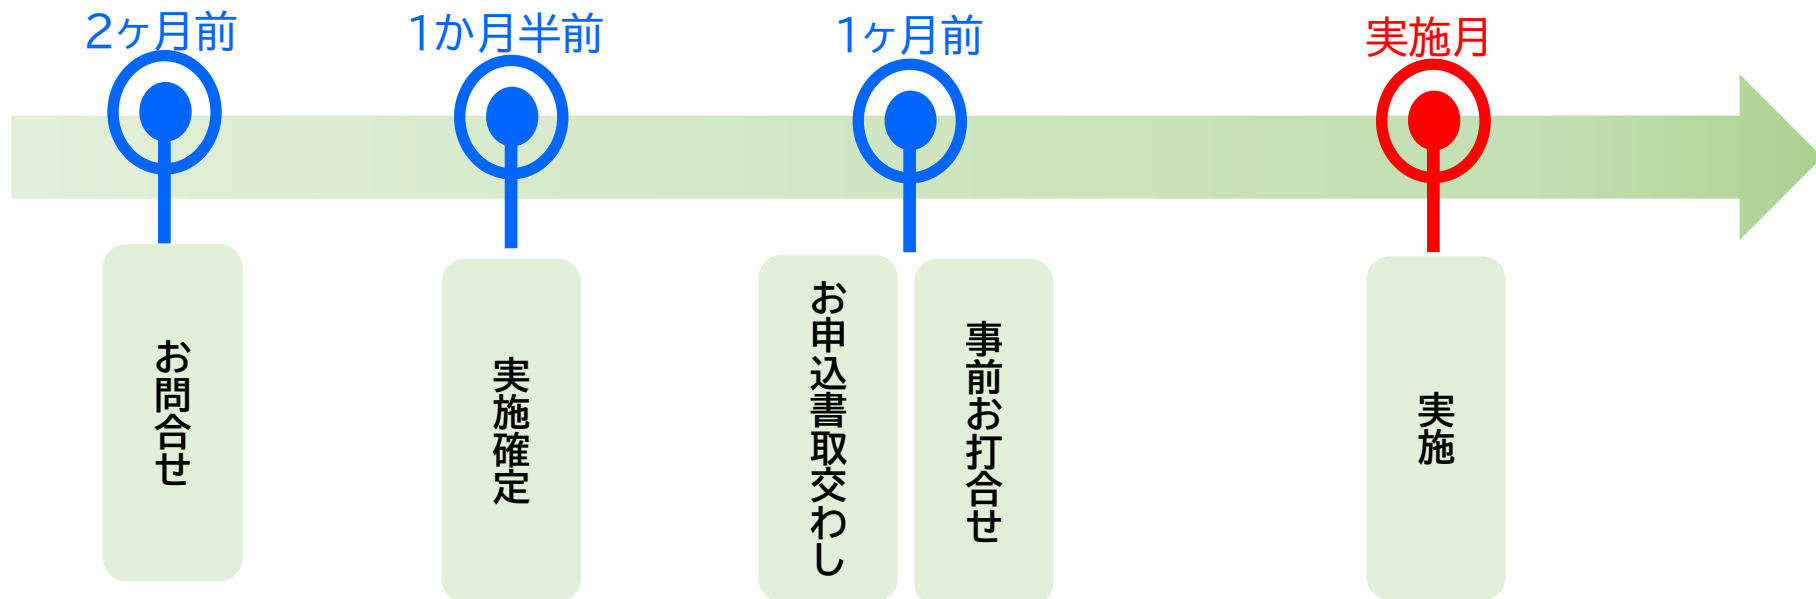 2ヶ月前
1か月半前
1ヶ月前
実施月
お問合せ
実施確定
お申込書取交わし
事前お打合せ
実施